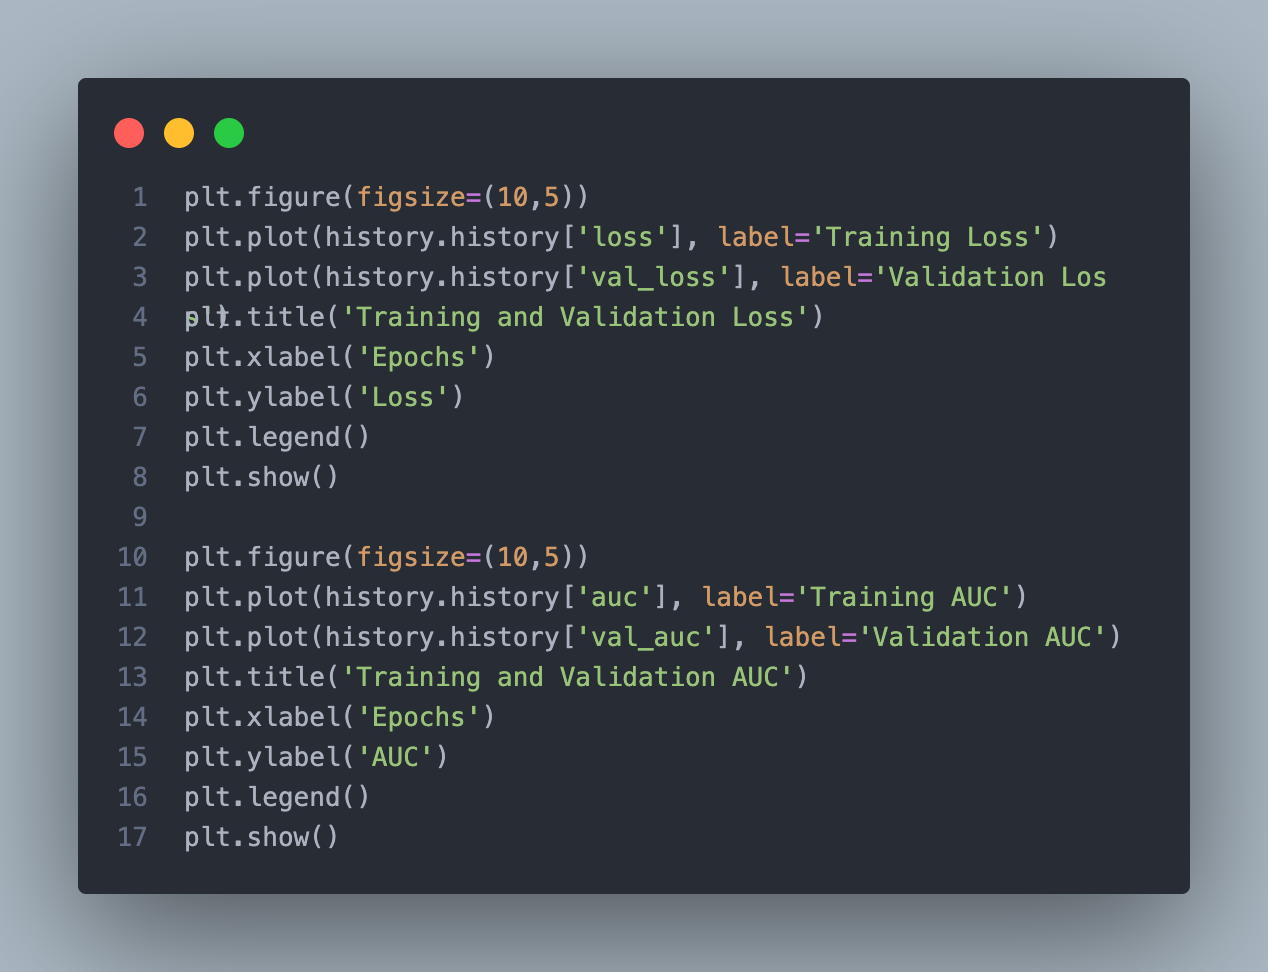 1 plt.figure(figsize=(10,5))
2 plt.plot(history.history['loss'], label='Training Loss')
3 plt.plot(history.history['val_loss'], label='Validation Los
s')
4 plt.title('Training and Validation Loss')
5 plt.xlabel('Epochs')
6 plt.ylabel('Loss')
7 plt.legend()
8 plt.show()
9
10 plt.figure(figsize=(10,5))
11 plt.plot(history.history['auc'], label='Training AUC')
12 plt.plot(history.history['val_auc'], label='Validation AUC')
13 plt.title('Training and Validation AUC')
14 plt.xlabel('Epochs')
15 plt.ylabel('AUC')
16 plt.legend()
17 plt.show()